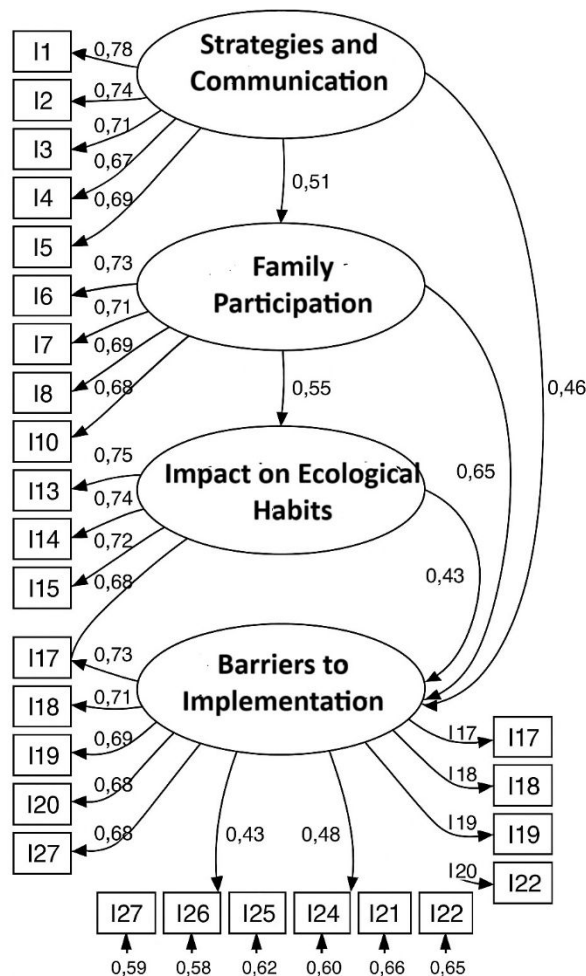 Strategies and
Communication
I1
0,78
I2
0,74
I3
0,71
I4
0,67
I5
0,69
0,51
Family
Participation
I6
0,73
I7
0,71
I8
0,69
I10
0,68
0,55
0,46
0,65
Impact on Ecological
Habits
I13
0,75
I14
0,74
I15
0,72
0,68
0,43
Barriers to
Implementation
I17
0,73
I18
0,71
I19
0,69
I20
0,68
I27
0,68
0,43
0,48
I17
I17
I18
I18
I19
I19
I20
I22
I27
I26
I25
I24
I21
I22
0,59
0,58
0,62
0,60
0,66
0,65